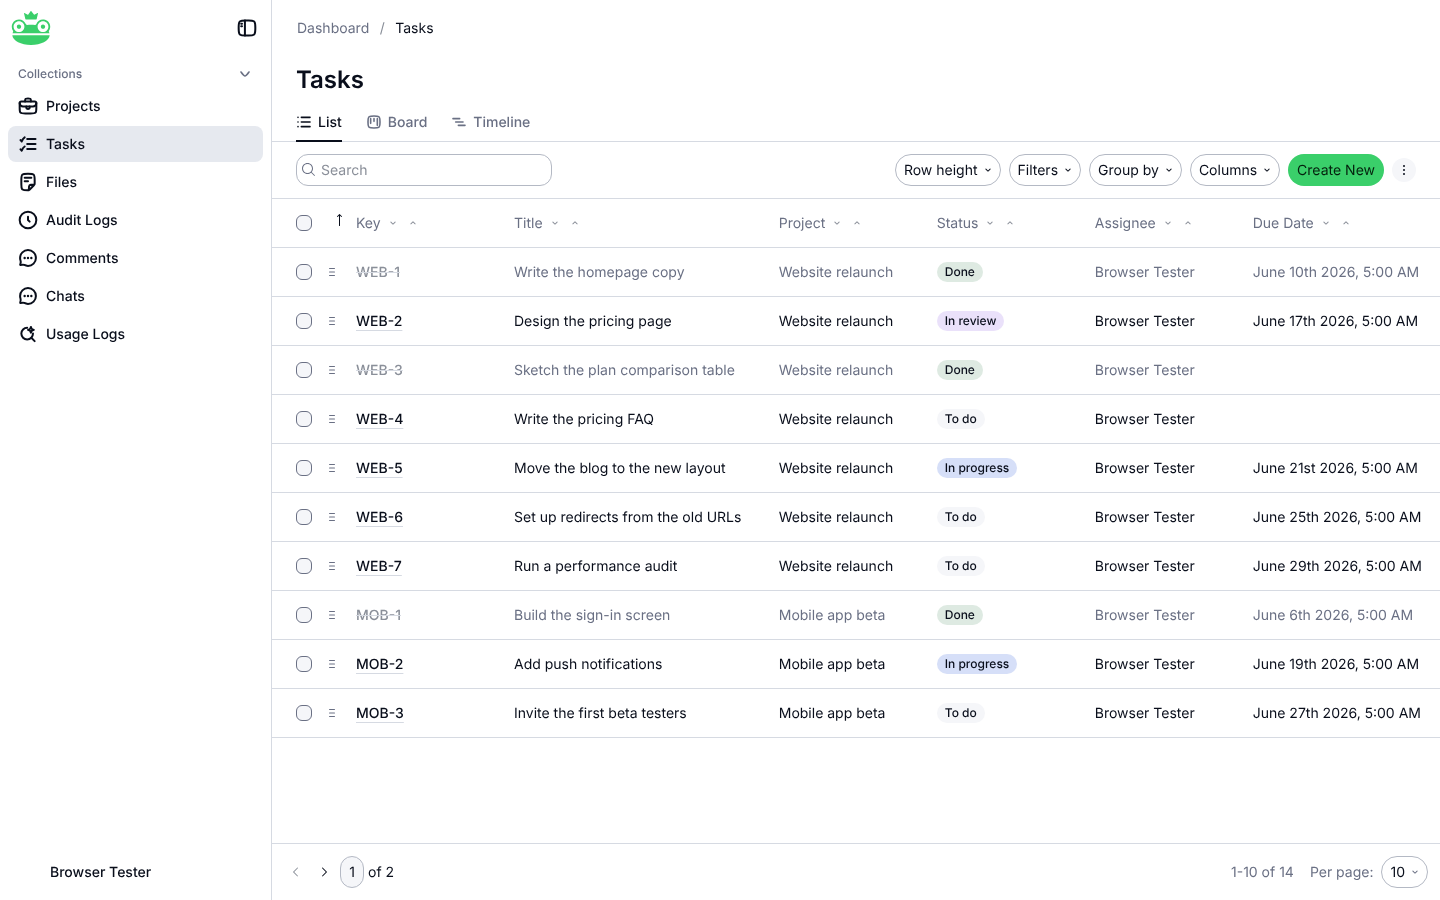 Collections
Projects
Tasks
Files
Audit Logs
Comments
Chats
Usage Logs
Browser Tester
Dashboard / Tasks
Tasks
List Board Timeline
Search Row height Filters Group by Columns Create New
Key Title Project Status Assignee Due Date
WEB-1 Write the homepage copy Website relaunch Done Browser Tester June 10th 2026, 5:00 AM
WEB-2 Design the pricing page Website relaunch In review Browser Tester June 17th 2026, 5:00 AM
WEB-3 Sketch the plan comparison table Website relaunch Done Browser Tester
WEB-4 Write the pricing FAQ Website relaunch To do Browser Tester
WEB-5 Move the blog to the new layout Website relaunch In progress Browser Tester June 21st 2026, 5:00 AM
WEB-6 Set up redirects from the old URLs Website relaunch To do Browser Tester June 25th 2026, 5:00 AM
WEB-7 Run a performance audit Website relaunch To do Browser Tester June 29th 2026, 5:00 AM
MOB-1 Build the sign-in screen Mobile app beta Done Browser Tester June 6th 2026, 5:00 AM
MOB-2 Add push notifications Mobile app beta In progress Browser Tester June 19th 2026, 5:00 AM
MOB-3 Invite the first beta testers Mobile app beta To do Browser Tester June 27th 2026, 5:00 AM
1 of 2 1-10 of 14 Per page: 10